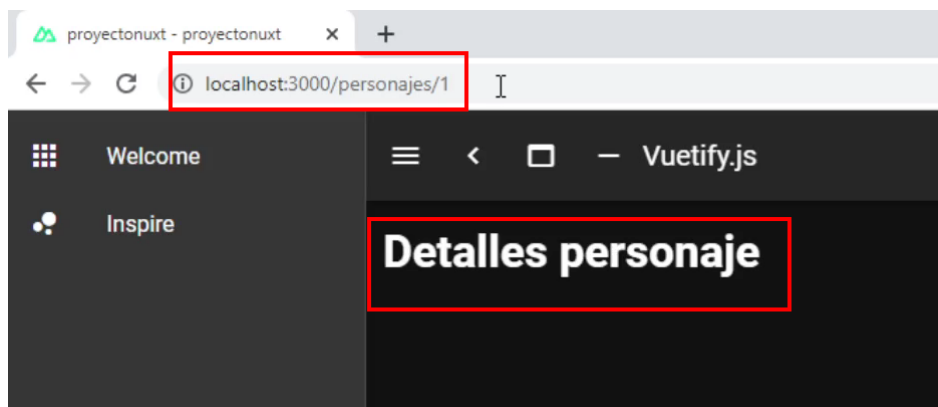 proyectonuxt - proyectonuxt
localhost:3000/personajes/1
Welcome
Vuetify.js
Inspire
Detalles personaje